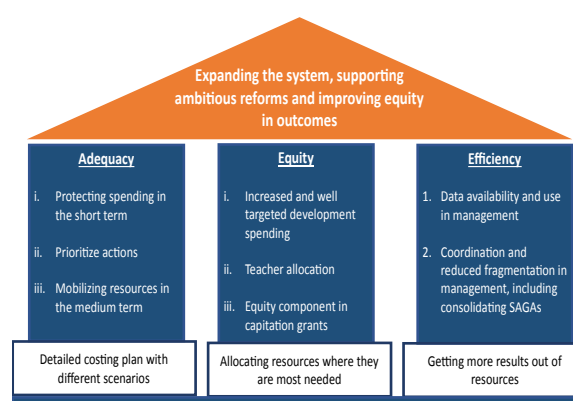 Expanding the system, supporting
ambitious reforms and improving equity
in outcomes
Adequacy
i. Protecting spending in
the short term
ii. Prioritize actions
iii. Mobilizing resources in
the medium term
Detailed costing plan with
different scenarios
Equity
i. Increased and well
targeted development
spending
ii. Teacher allocation
iii. Equity component in
capitation grants
Allocating resources where they
are most needed
Efficiency
1. Data availability and use
in management
2. Coordination and
reduced fragmentation in
management, including
consolidating SAGAs
Getting more results out of
resources